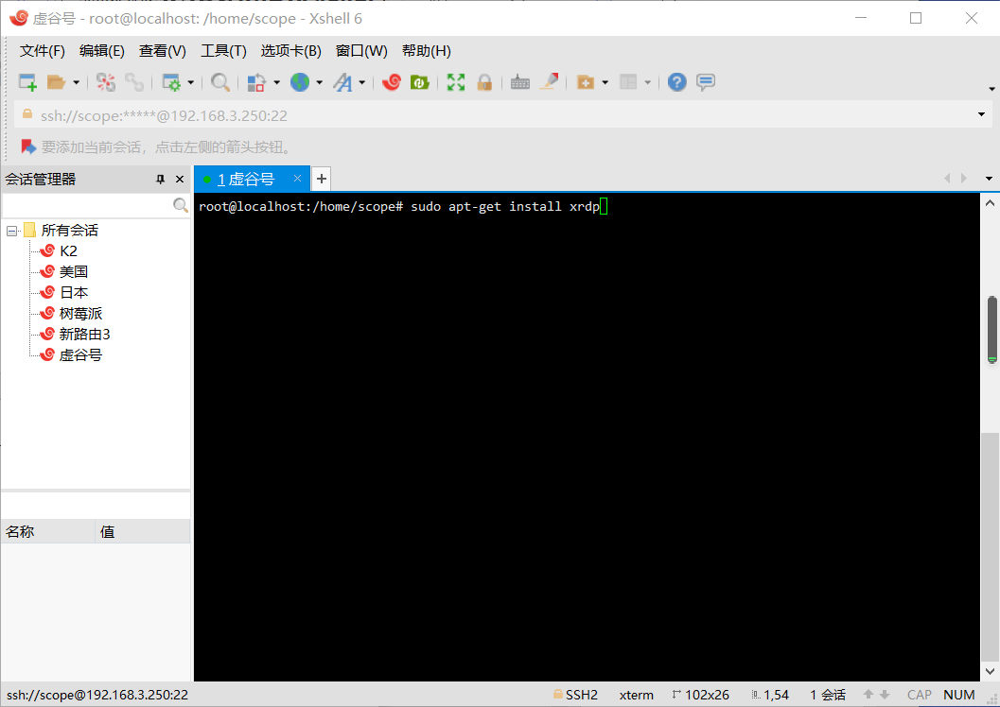 虚谷号 - root@localhost: /home/scope - Xshell 6
文件(F) 编辑(E) 查看(V) 工具(T) 选项卡(B) 窗口(W) 帮助(H)
ssh://scope:*****@192.168.3.250:22
要添加当前会话，点击左侧的箭头按钮。
会话管理器
1 虚谷号
root@localhost:/home/scope# sudo apt-get install xrdp
所有会话
K2
美国
日本
树莓派
新路由3
虚谷号
名称 值
ssh://scope@192.168.3.250:22 SSH2 xterm 102x26 1,54 1 会话 CAP NUM